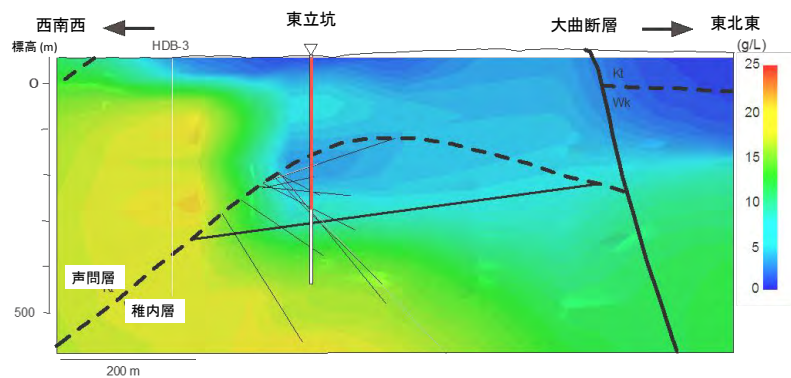 西南西
東立坑
大曲断層
東北東
標高 (m)
HDB-3
(g/L)
0
500
Kt
Wk
25
20
15
10
5
0
声問層
稚内層
200 m